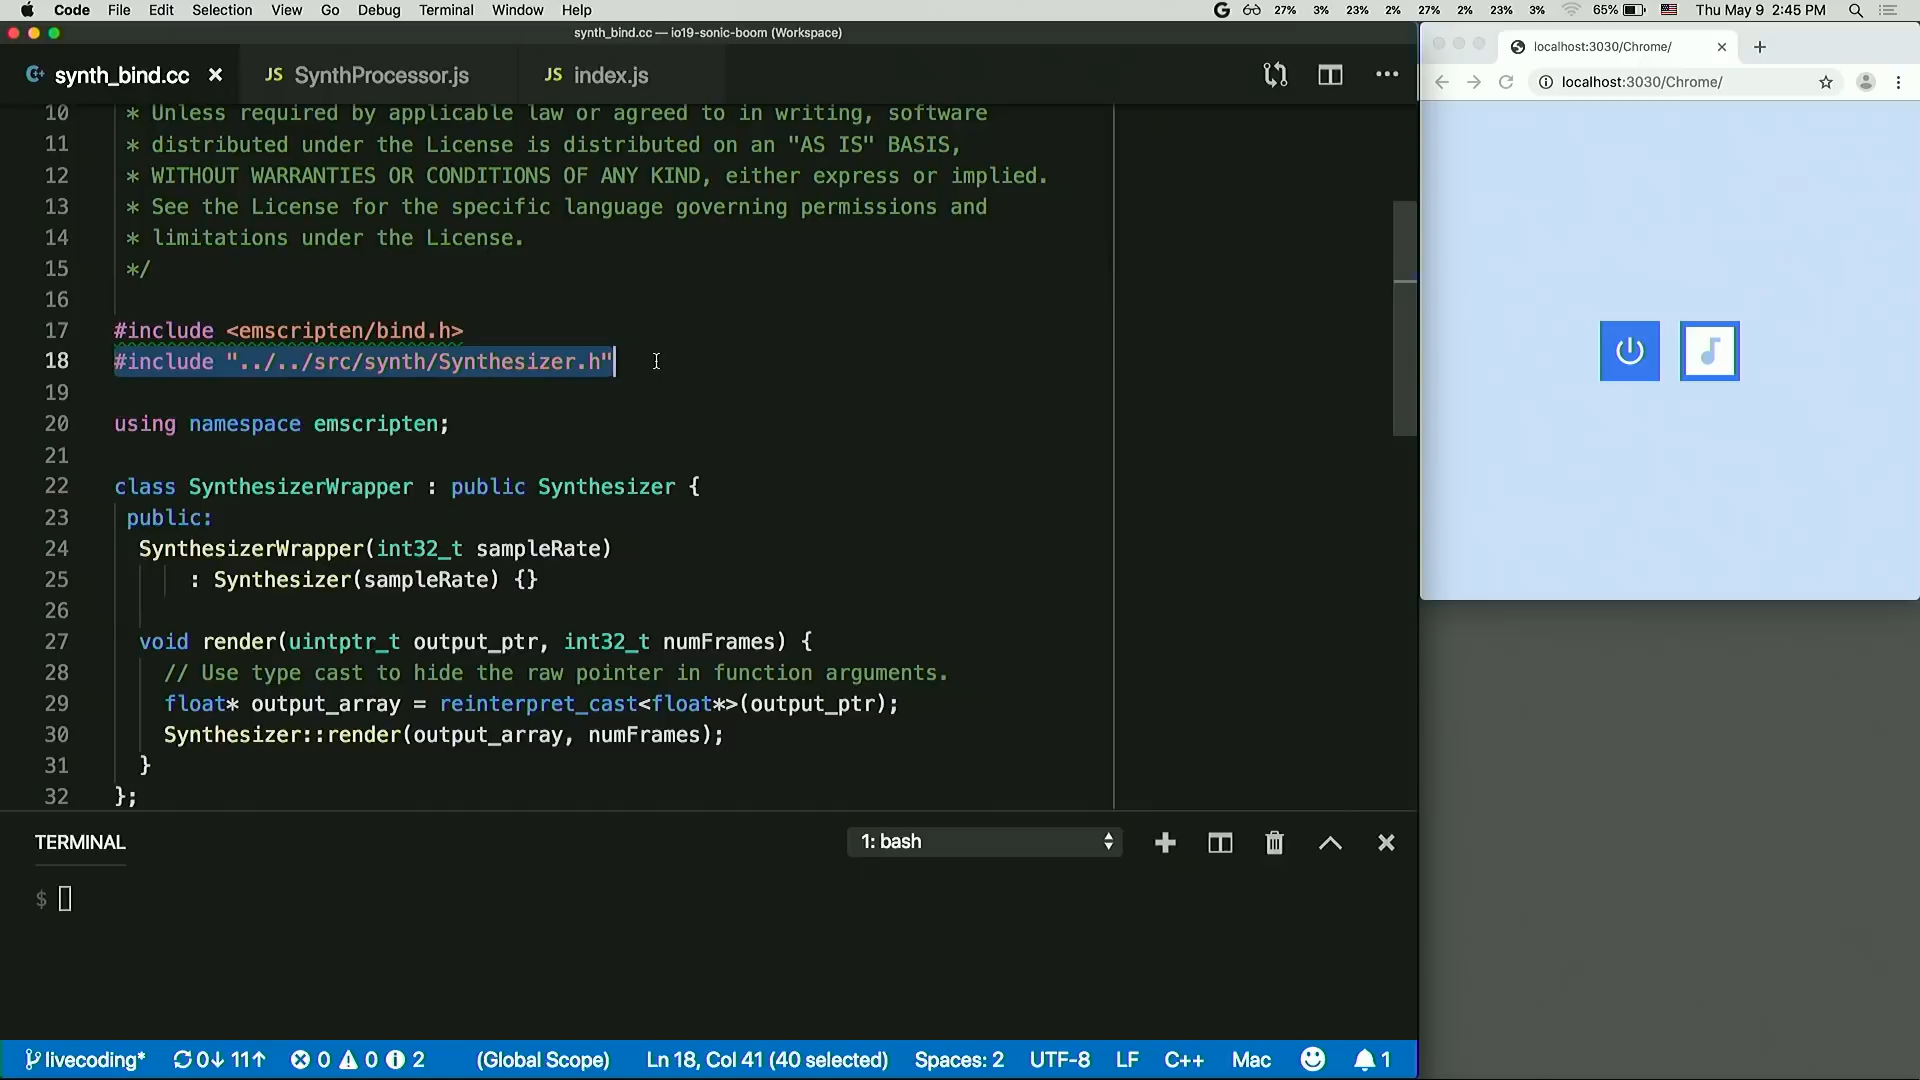 Code File Edit Selection View Go Debug Terminal Window Help
27% 3% 23% 2% 27% 2% 23% 3% 65% Thu May 9 2:45 PM
synth_bind.cc — io19-sonic-boom (Workspace)
synth_bind.cc
JS SynthProcessor.js
JS index.js
10 * Unless required by applicable law or agreed to in writing, software
11 * distributed under the License is distributed on an "AS IS" BASIS,
12 * WITHOUT WARRANTIES OR CONDITIONS OF ANY KIND, either express or implied.
13 * See the License for the specific language governing permissions and
14 * limitations under the License.
15 */
16
17 #include <emscripten/bind.h>
18 #include "../../src/synth/Synthesizer.h"
19
20 using namespace emscripten;
21
22 class SynthesizerWrapper : public Synthesizer {
23 public:
24 SynthesizerWrapper(int32_t sampleRate)
25 : Synthesizer(sampleRate) {}
26
27 void render(uintptr_t output_ptr, int32_t numFrames) {
28 // Use type cast to hide the raw pointer in function arguments.
29 float* output_array = reinterpret_cast<float*>(output_ptr);
30 Synthesizer::render(output_array, numFrames);
31 }
32 };
TERMINAL
1: bash
$
livecoding* 0↓ 11↑ 0 0 2 (Global Scope) Ln 18, Col 41 (40 selected) Spaces: 2 UTF-8 LF C++ Mac 1
localhost:3030/Chrome/
localhost:3030/Chrome/